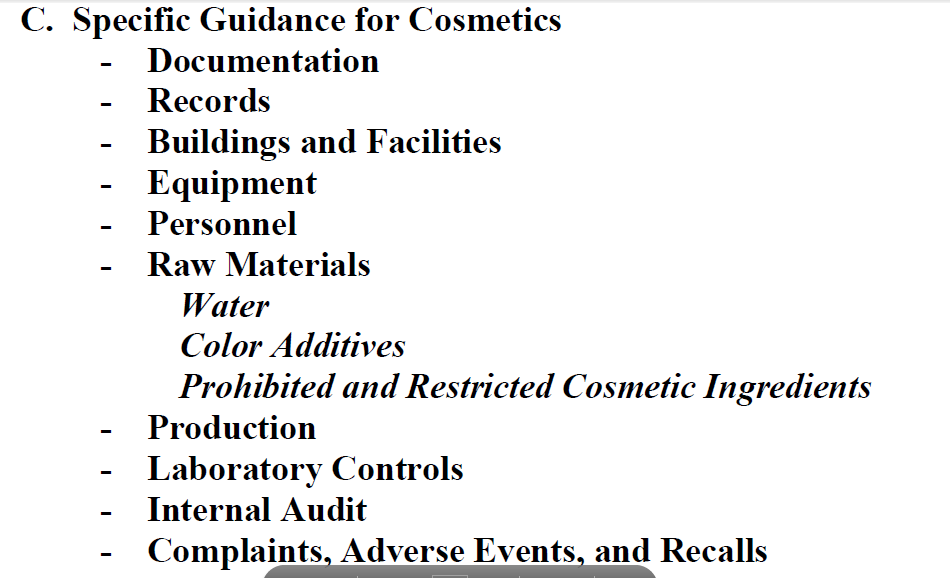 C. Specific Guidance for Cosmetics
- Documentation
- Records
- Buildings and Facilities
- Equipment
- Personnel
- Raw Materials
Water
Color Additives
Prohibited and Restricted Cosmetic Ingredients
- Production
- Laboratory Controls
- Internal Audit
- Complaints, Adverse Events, and Recalls